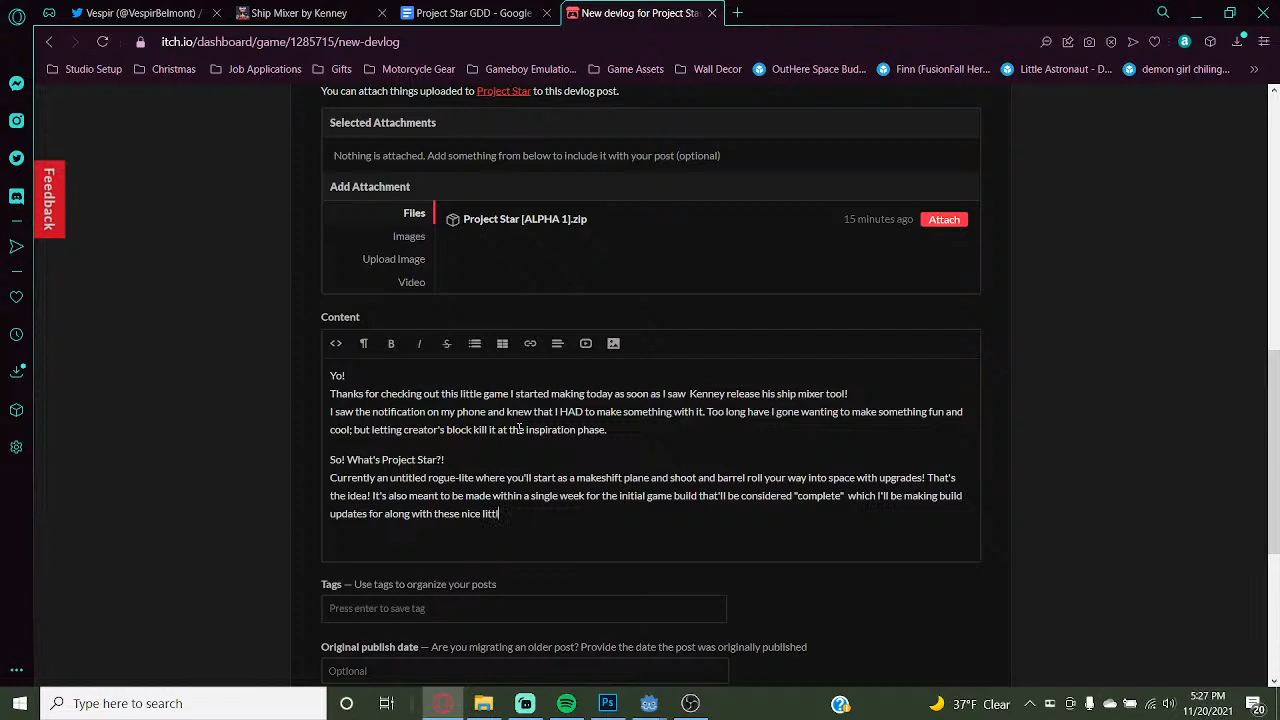 Vespir (@VespirBelmont) /
Ship Mixer by Kenney
Project Star GDD - Google
New devlog for Project Sta
itch.io/dashboard/game/1285715/new-devlog
Studio Setup
Christmas
Job Applications
Gifts
Motorcycle Gear
Gameboy Emulatio...
Game Assets
Wall Decor
OutHere Space Bud...
Finn (FusionFall Her...
Little Astronaut - D...
demon girl chiling...
You can attach things uploaded to Project Star to this devlog post.
Selected Attachments
Nothing is attached. Add something from below to include it with your post (optional)
Add Attachment
Files
Project Star [ALPHA 1].zip
15 minutes ago
Attach
Images
Upload Image
Video
Feedback
Content
Yo!
Thanks for checking out this little game I started making today as soon as I saw  Kenney release his ship mixer tool!
I saw the notification on my phone and knew that I HAD to make something with it. Too long have I gone wanting to make something fun and
cool; but letting creator's block kill it at the inspiration phase.
So! What's Project Star?!
Currently an untitled rogue-lite where you'll start as a makeshift plane and shoot and barrel roll your way into space with upgrades! That's
the idea! It's also meant to be made within a single week for the initial game build that'll be considered "complete"  which I'll be making build
updates for along with these nice littl
Tags — Use tags to organize your posts
Press enter to save tag
Original publish date — Are you migrating an older post? Provide the date the post was originally published
Optional
Type here to search
Ps
37°F Clear
5:27 PM
11/20/2021
20